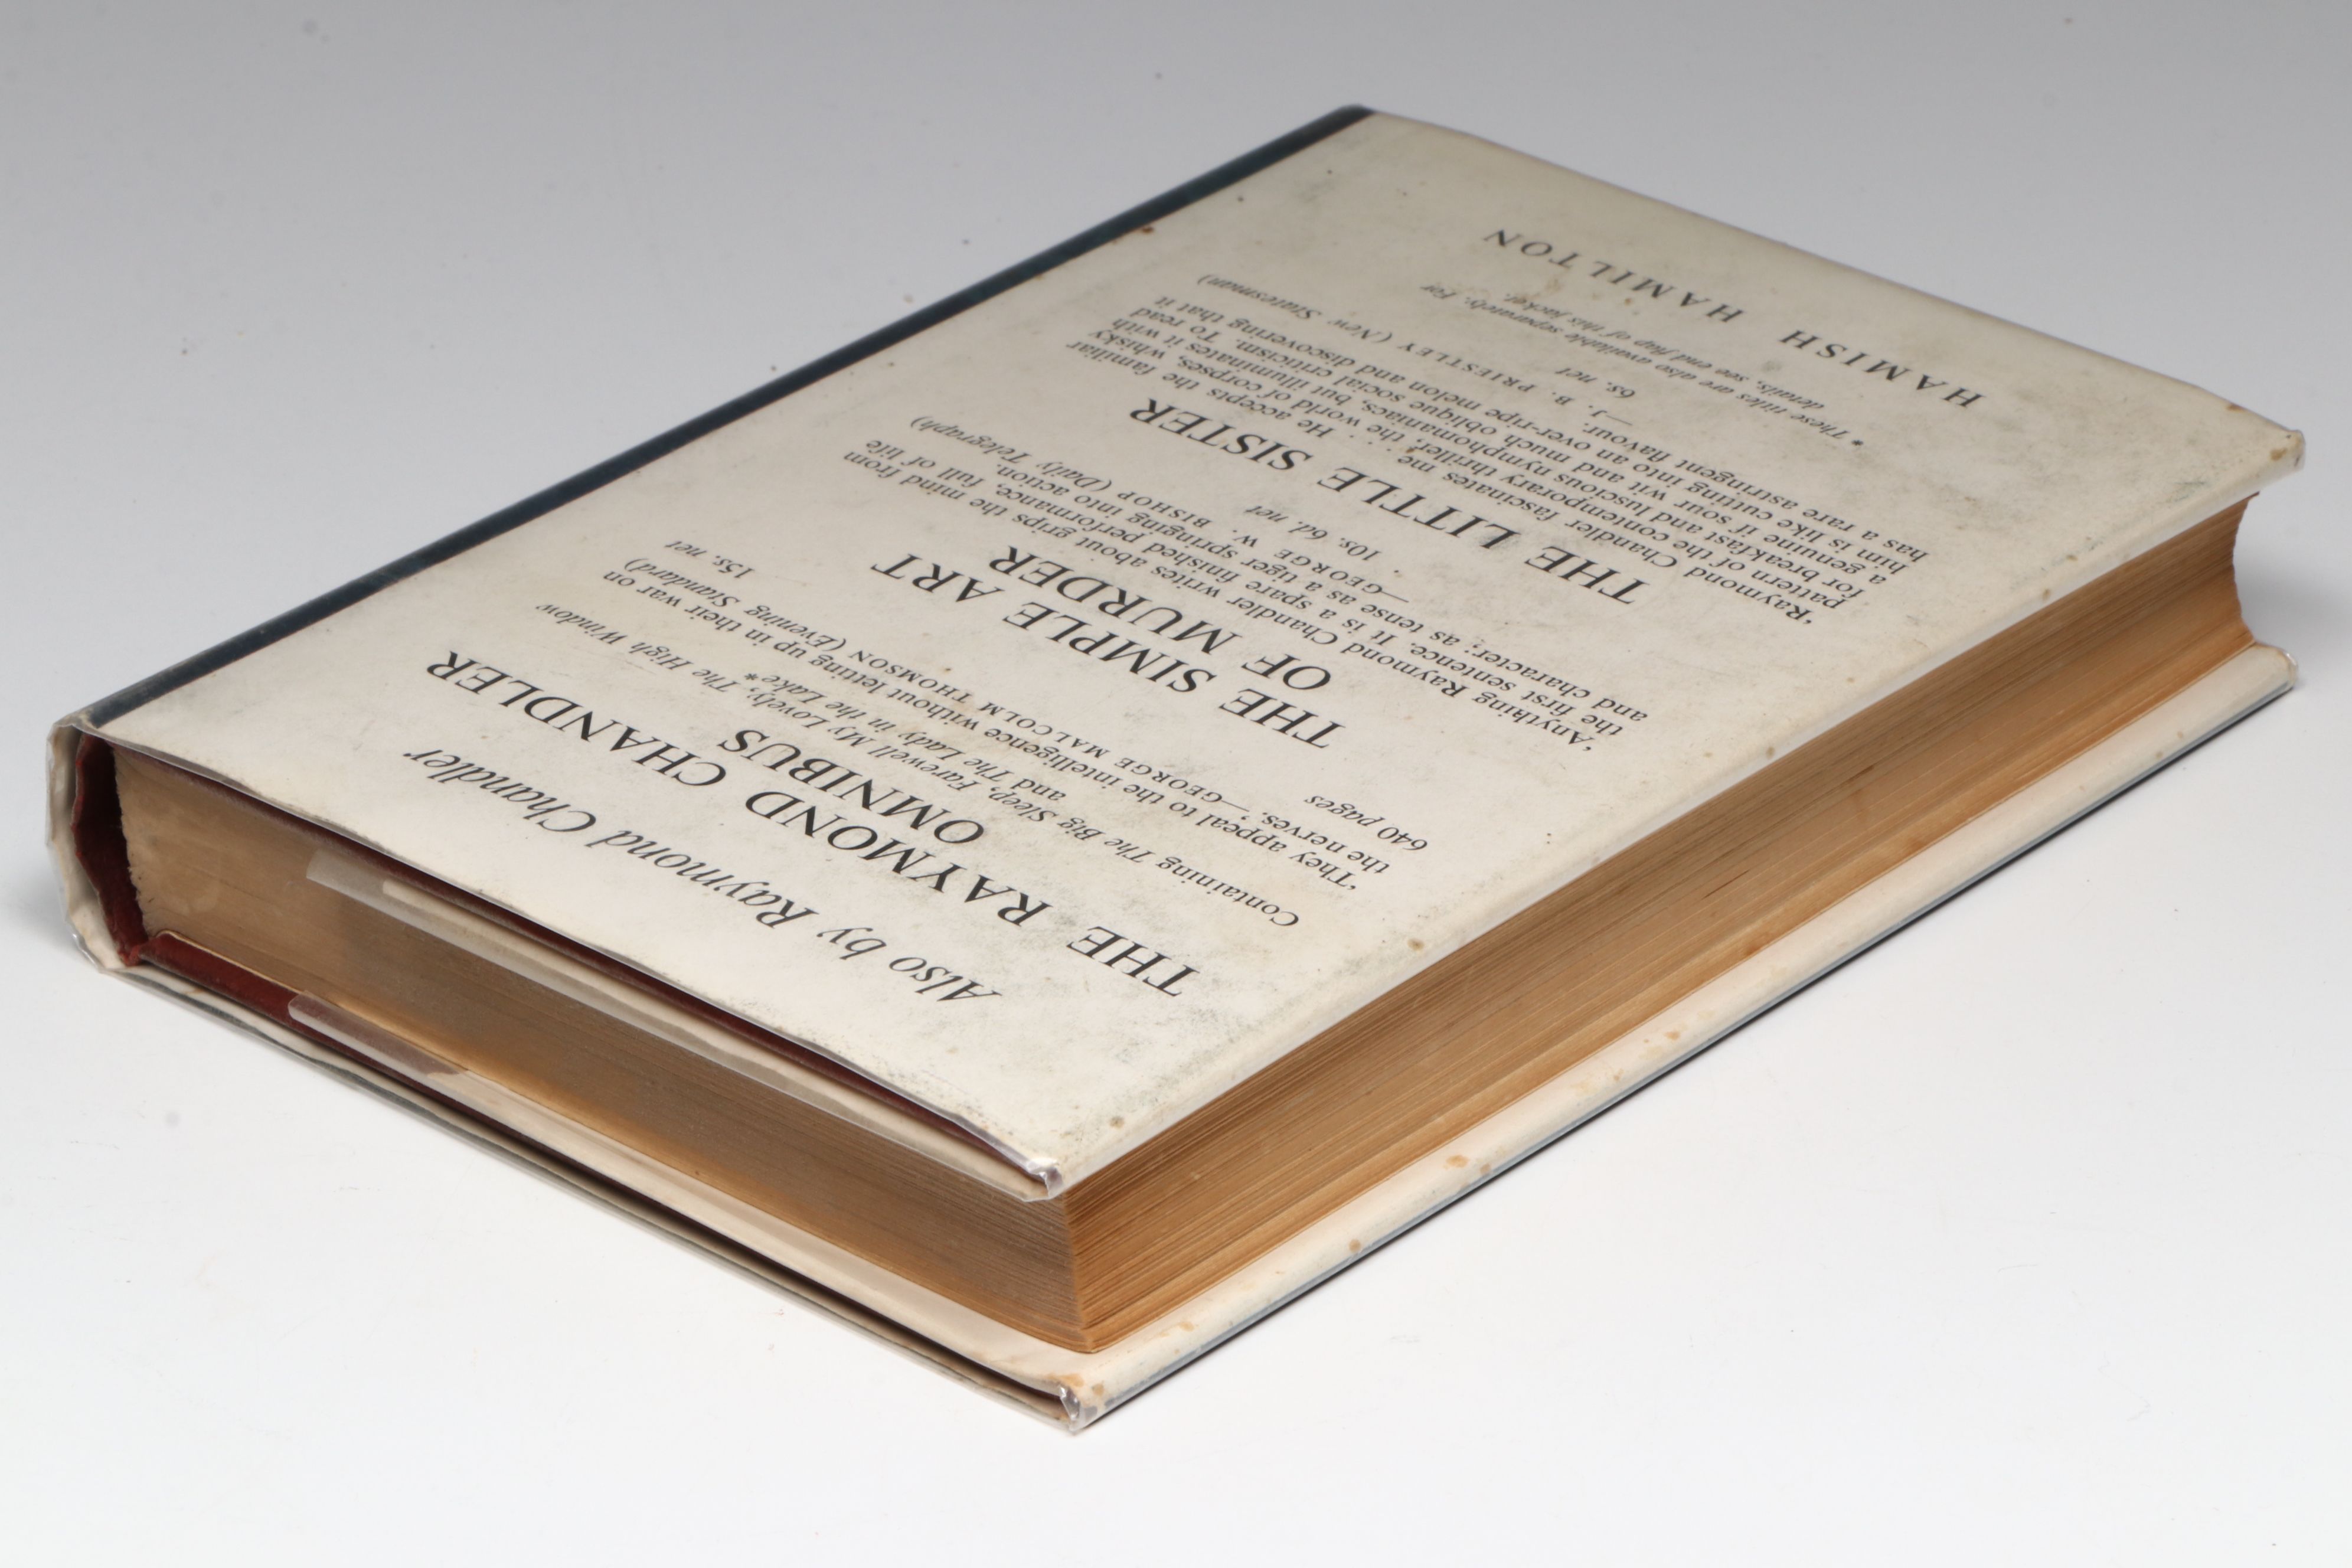 Also by Raymond Chandler
THE RAYMOND CHANDLER
OMNIBUS
Containing The Big Sleep, Farewell My Lovely, The High Window
and The Lady in the Lake*
'They appeal to the intelligence without letting up in their war on
the nerves.'—GEORGE MALCOLM THOMSON (Evening Standard)
640 pages 15s. net
THE SIMPLE ART
OF MURDER
'Anything Raymond Chandler writes about grips the mind from
the first sentence. It is a spare finished performance, full of life
and character; as tense as a tiger springing into action.'
—GEORGE W. BISHOP (Daily Telegraph)
10s. 6d. net
THE LITTLE SISTER
'Raymond Chandler fascinates me. He accepts the familiar
pattern of the contemporary thriller, the world of corpses, whisky
for breakfast and luscious nymphomaniacs, but illuminates it with
a genuine if sour wit and much oblique social criticism. To read
him is like cutting into an over-ripe melon and discovering that it
has a rare astringent flavour.'—J. B. PRIESTLEY (New Statesman)
6s. net
* These titles are also available separately. For
details, see end flap of this jacket.
HAMISH HAMILTON